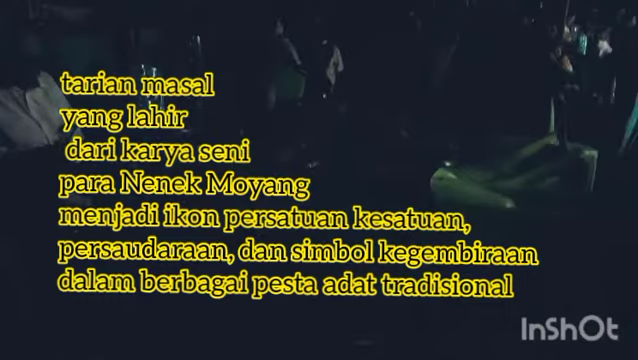 tarian masal
yang lahir
dari karya seni
para Nenek Moyang
menjadi ikon persatuan kesatuan,
persaudaraan, dan simbol kegembiraan
dalam berbagai pesta adat tradisional
InShOt